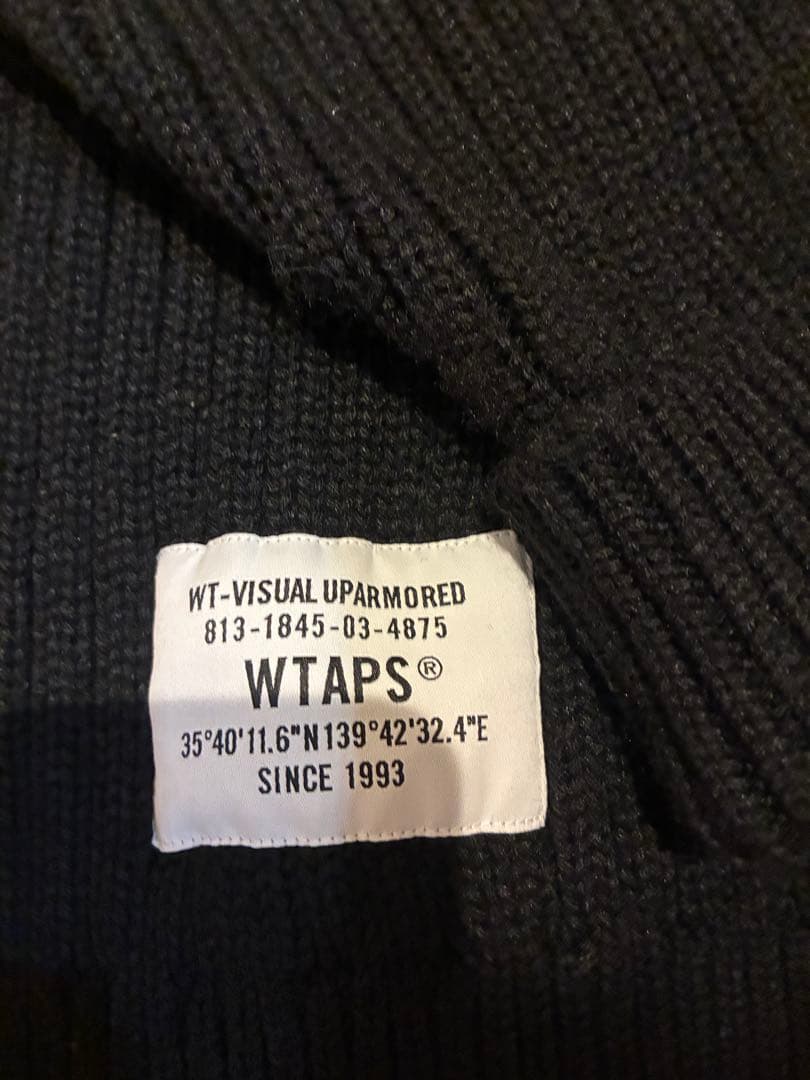 WT-VISUAL UPARMORED
813-1845-03-4875
WTAPS®
35°40'11.6"N139°42'32.4"E
SINCE 1993